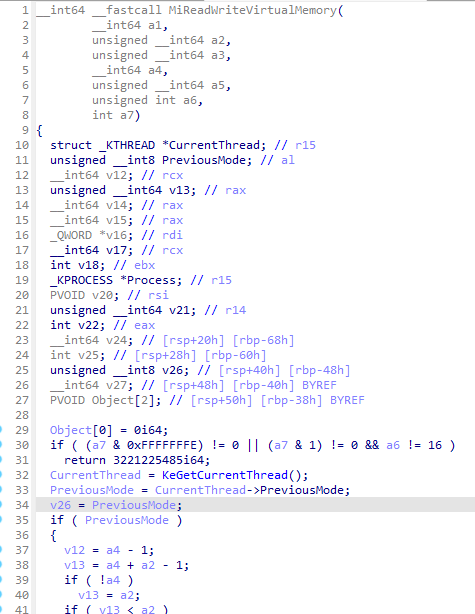 1 __int64 __fastcall MiReadWriteVirtualMemory(
2 __int64 a1,
3 unsigned __int64 a2,
4 unsigned __int64 a3,
5 __int64 a4,
6 unsigned __int64 a5,
7 unsigned int a6,
8 int a7)
9 {
10 struct _KTHREAD *CurrentThread; // r15
11 unsigned __int8 PreviousMode; // al
12 __int64 v12; // rcx
13 unsigned __int64 v13; // rax
14 __int64 v14; // rax
15 __int64 v15; // rax
16 _QWORD *v16; // rdi
17 __int64 v17; // rcx
18 int v18; // ebx
19 _KPROCESS *Process; // r15
20 PVOID v20; // rsi
21 unsigned __int64 v21; // r14
22 int v22; // eax
23 __int64 v24; // [rsp+20h] [rbp-68h]
24 int v25; // [rsp+28h] [rbp-60h]
25 unsigned __int8 v26; // [rsp+40h] [rbp-48h]
26 __int64 v27; // [rsp+48h] [rbp-40h] BYREF
27 PVOID Object[2]; // [rsp+50h] [rbp-38h] BYREF
28
29 Object[0] = 0i64;
30 if ( (a7 & 0xFFFFFFFE) != 0 || (a7 & 1) != 0 && a6 != 16 )
31 return 3221225485i64;
32 CurrentThread = KeGetCurrentThread();
33 PreviousMode = CurrentThread->PreviousMode;
34 v26 = PreviousMode;
35 if ( PreviousMode )
36 {
37 v12 = a4 - 1;
38 v13 = a4 + a2 - 1;
39 if ( !a4 )
40 v13 = a2;
41 if ( v13 < a2 )